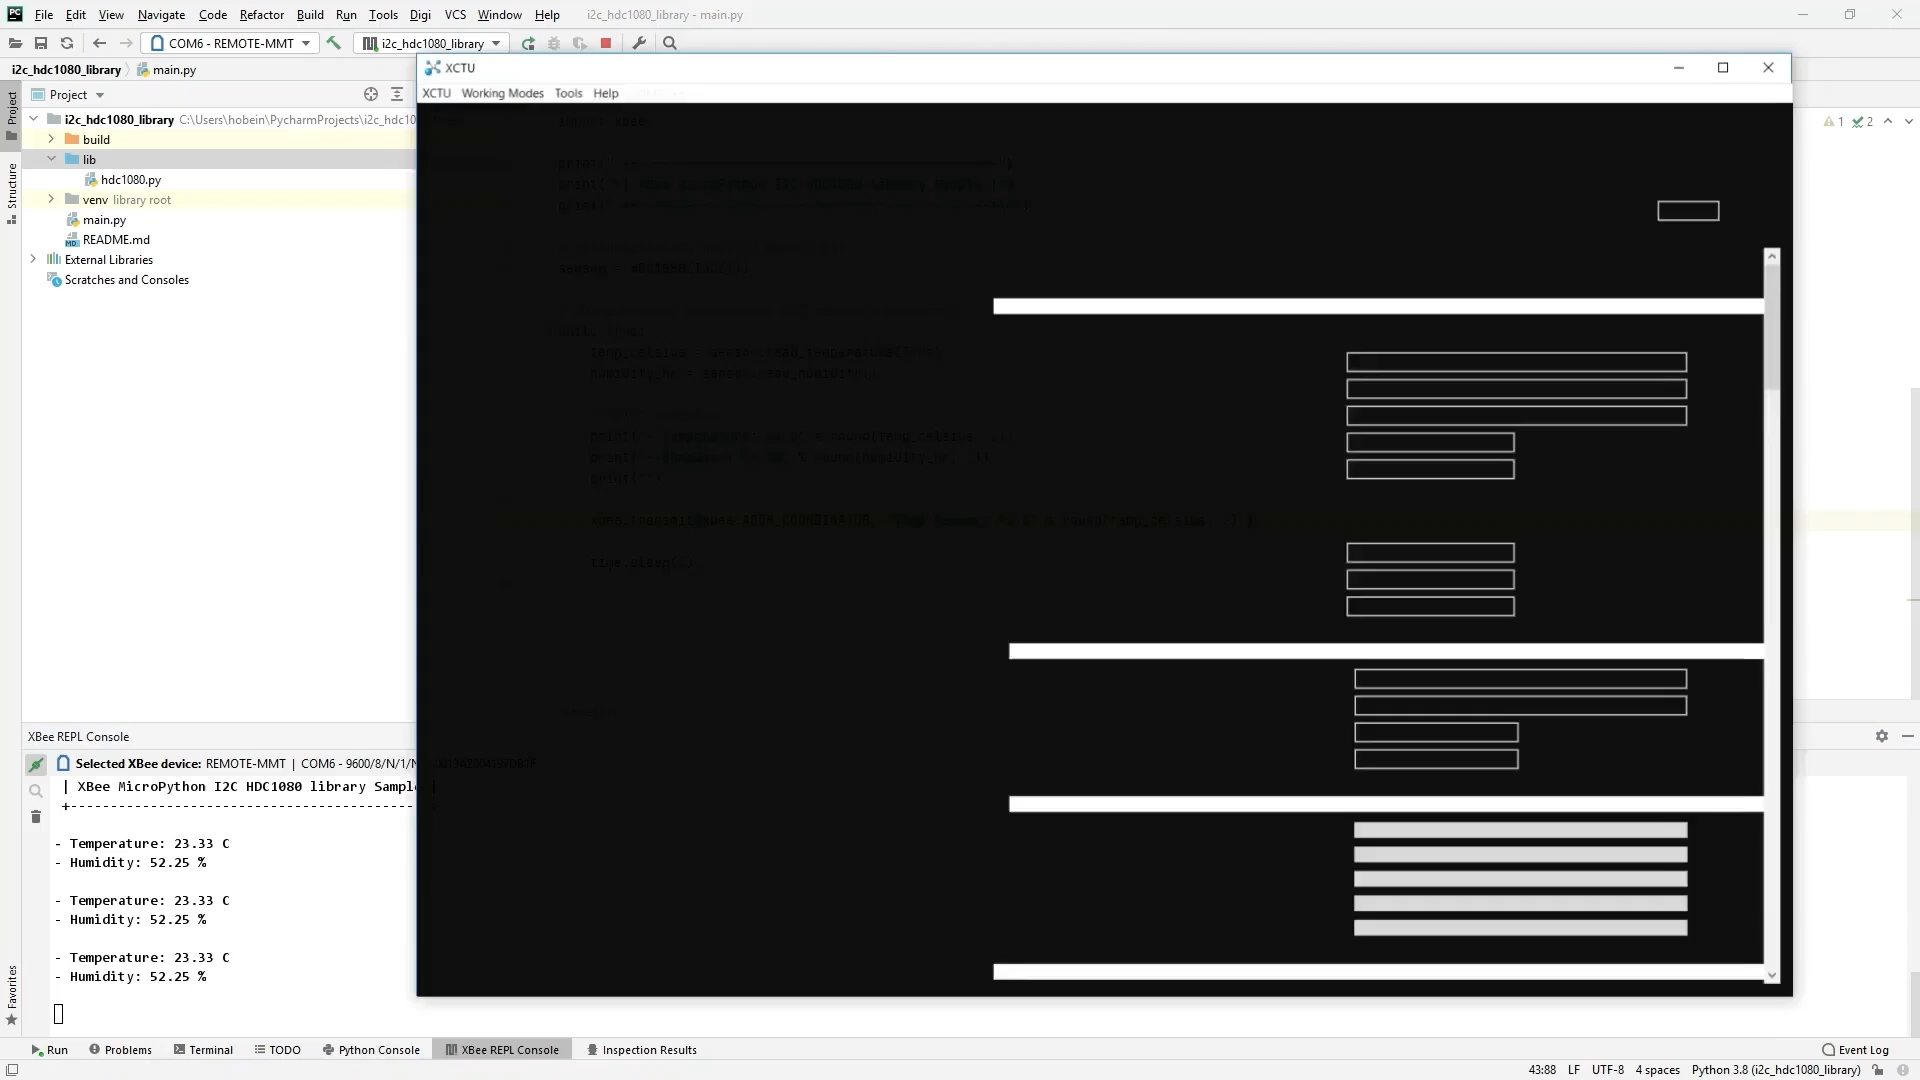 File Edit View Navigate Code Refactor Build Run Tools Digi VCS Window Help i2c_hdc1080_library - main.py
COM6 - REMOTE-MMT i2c_hdc1080_library
i2c_hdc1080_library main.py
XCTU
XCTU Working Modes Tools Help
Project
Project
i2c_hdc1080_library C:\Users\hobein\PycharmProjects\i2c_hdc10
1 2
build
lib
hdc1080.py
venv library root
main.py
README.md
External Libraries
Scratches and Consoles
Structure
XBee REPL Console
Selected XBee device: REMOTE-MMT | COM6 - 9600/8/N/1/N
| XBee MicroPython I2C HDC1080 library Sample |
+--------------------------------------------
- Temperature: 23.33 C
- Humidity: 52.25 %
- Temperature: 23.33 C
- Humidity: 52.25 %
- Temperature: 23.33 C
- Humidity: 52.25 %
Favorites
Run Problems Terminal TODO Python Console XBee REPL Console Inspection Results Event Log
43:88 LF UTF-8 4 spaces Python 3.8 (i2c_hdc1080_library)